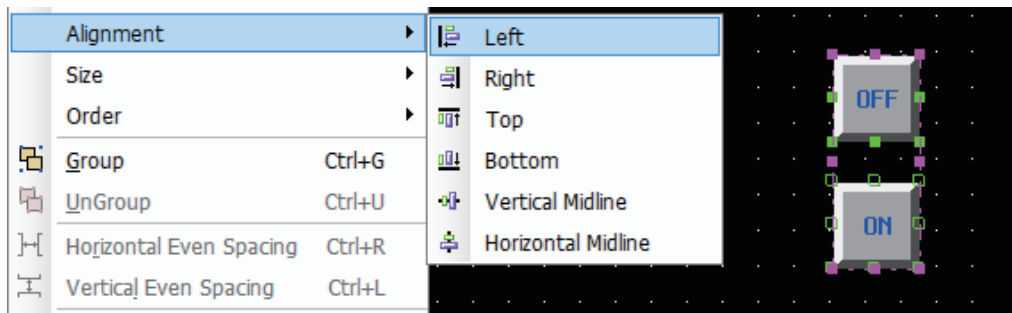 Alignment
Size
Order
Group Ctrl+G
UnGroup Ctrl+U
Horizontal Even Spacing Ctrl+R
Vertical Even Spacing Ctrl+L
Left
Right
Top
Bottom
Vertical Midline
Horizontal Midline
OFF
ON